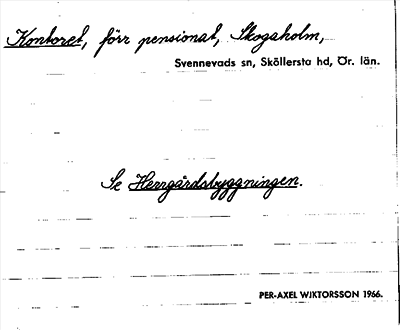 Kontoret, förr pensionat, Skogaholm,
Svennevads sn, Sköllersta hd, Ör. län.
Se Herrgårdsbyggningen.
PER-AXEL WIKTORSSON 1966.